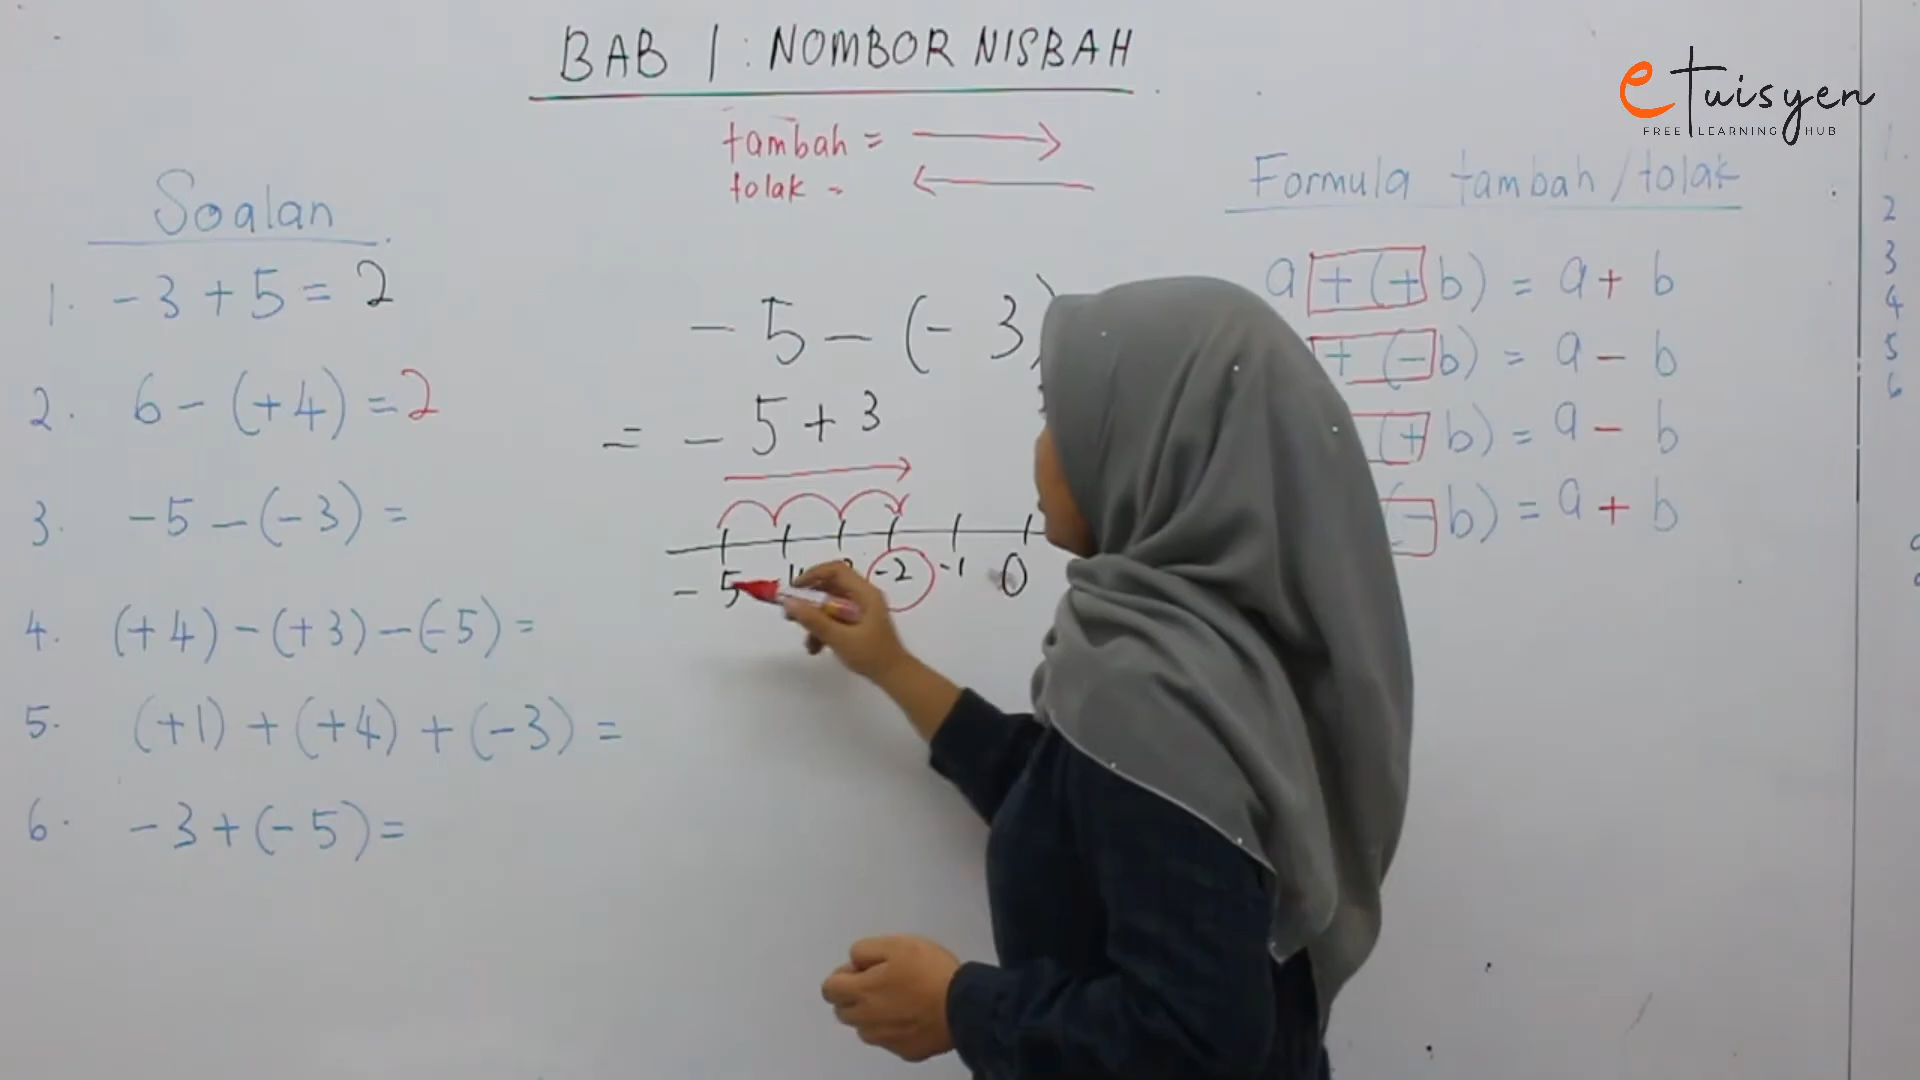 BAB 1 : NOMBOR NISBAH
eTuisyen
FREE LEARNING HUB
tambah = →
tolak = ←
Soalan
1. -3 + 5 = 2
2. 6 - (+4) = 2
3. -5 - (-3) =
4. (+4) - (+3) - (-5) =
5. (+1) + (+4) + (-3) =
6. -3 + (-5) =
-5 - (-3)
= -5 + 3
-5 -2 -1 0
Formula tambah/tolak
a + (+b) = a + b
+ (-b) = a - b
(+b) = a - b
(-b) = a + b
2
3
4
5
6